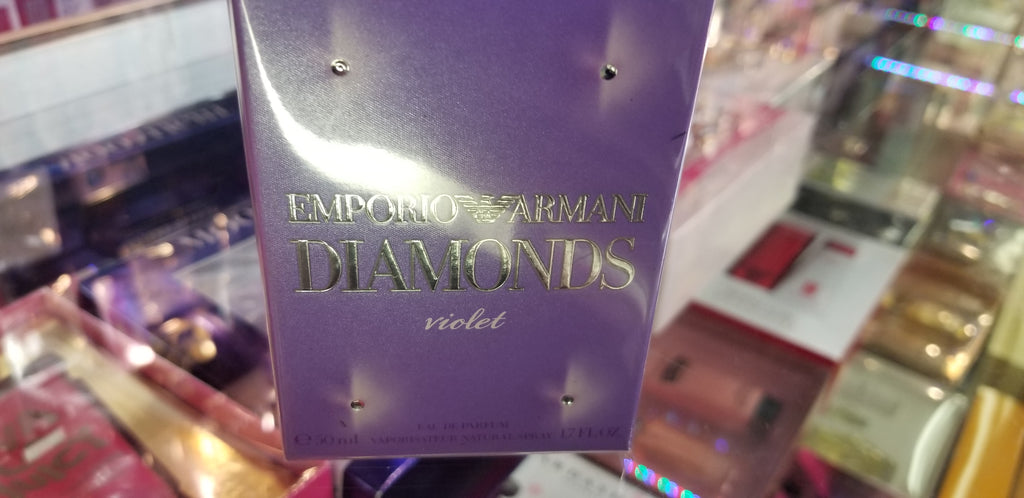 EMPORIO ARMANI
DIAMONDS
violet
EAU DE PARFUM
℮ 50 ml VAPORISATEUR NATURAL SPRAY 1.7 FL.OZ.